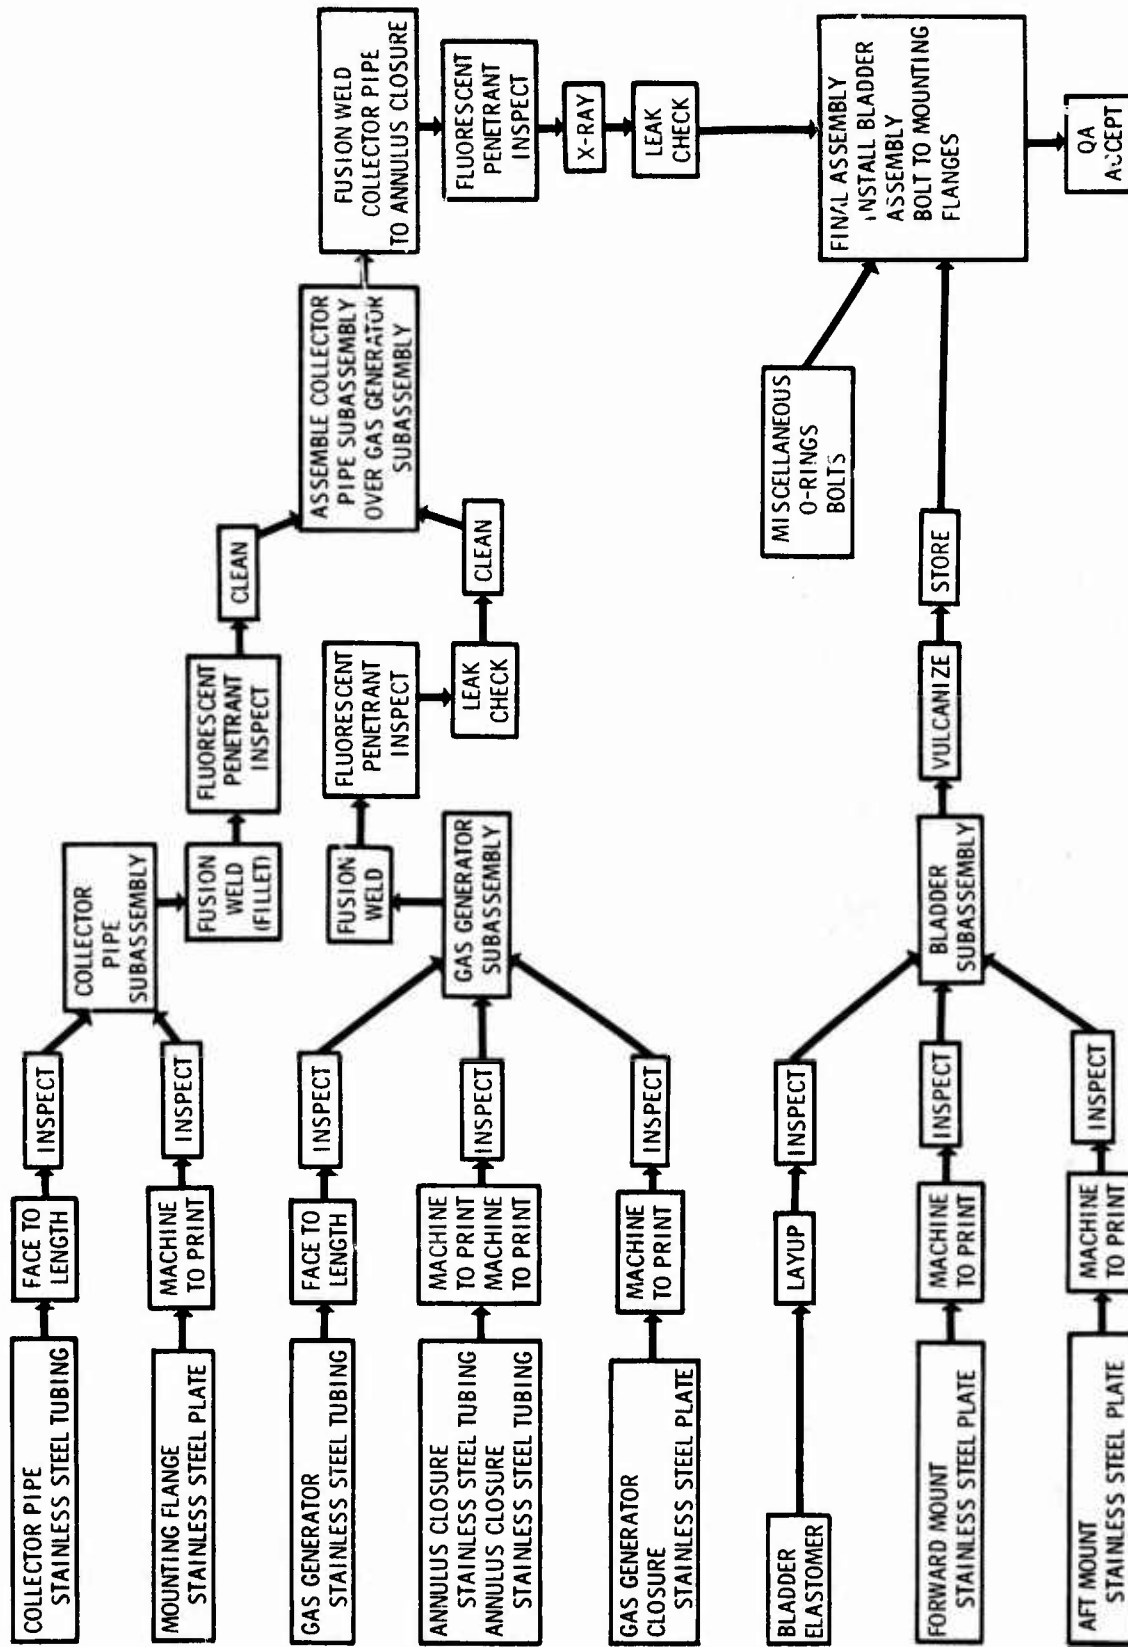 COLLECTOR PIPE
STAINLESS STEEL TUBING
FACE TO
LENGTH
INSPECT
MOUNTING FLANGE
STAINLESS STEEL PLATE
MACHINE
TO PRINT
INSPECT
COLLECTOR
PIPE
SUBASSEMBLY
FUSION
WELD
(FILLET)
FLUORESCENT
PENETRANT
INSPECT
CLEAN
GAS GENERATOR
STAINLESS STEEL TUBING
FACE TO
LENGTH
INSPECT
ANNULUS CLOSURE
STAINLESS STEEL TUBING
ANNULUS CLOSURE
STAINLESS STEEL TUBING
MACHINE
TO PRINT
MACHINE
TO PRINT
INSPECT
GAS GENERATOR
CLOSURE
STAINLESS STEEL PLATE
MACHINE
TO PRINT
INSPECT
GAS GENERATOR
SUBASSEMBLY
FUSION
WELD
FLUORESCENT
PENETRANT
INSPECT
LEAK
CHECK
CLEAN
ASSEMBLE COLLECTOR
PIPE SUBASSEMBLY
OVER GAS GENERATOR
SUBASSEMBLY
FUSION WELD
COLLECTOR PIPE
TO ANNULUS CLOSURE
FLUORESCENT
PENETRANT
INSPECT
X-RAY
LEAK
CHECK
BLADDER
ELASTOMER
LAYUP
INSPECT
FORWARD MOUNT
STAINLESS STEEL PLATE
MACHINE
TO PRINT
INSPECT
AFT MOUNT
STAINLESS STEEL PLATE
MACHINE
TO PRINT
INSPECT
BLADDER
SUBASSEMBLY
VULCANIZE
STORE
MISCELLANEOUS
O-RINGS
BOLTS
FINAL ASSEMBLY
INSTALL BLADDER
ASSEMBLY
BOLT TO MOUNTING
FLANGES
QA
ACCEPT